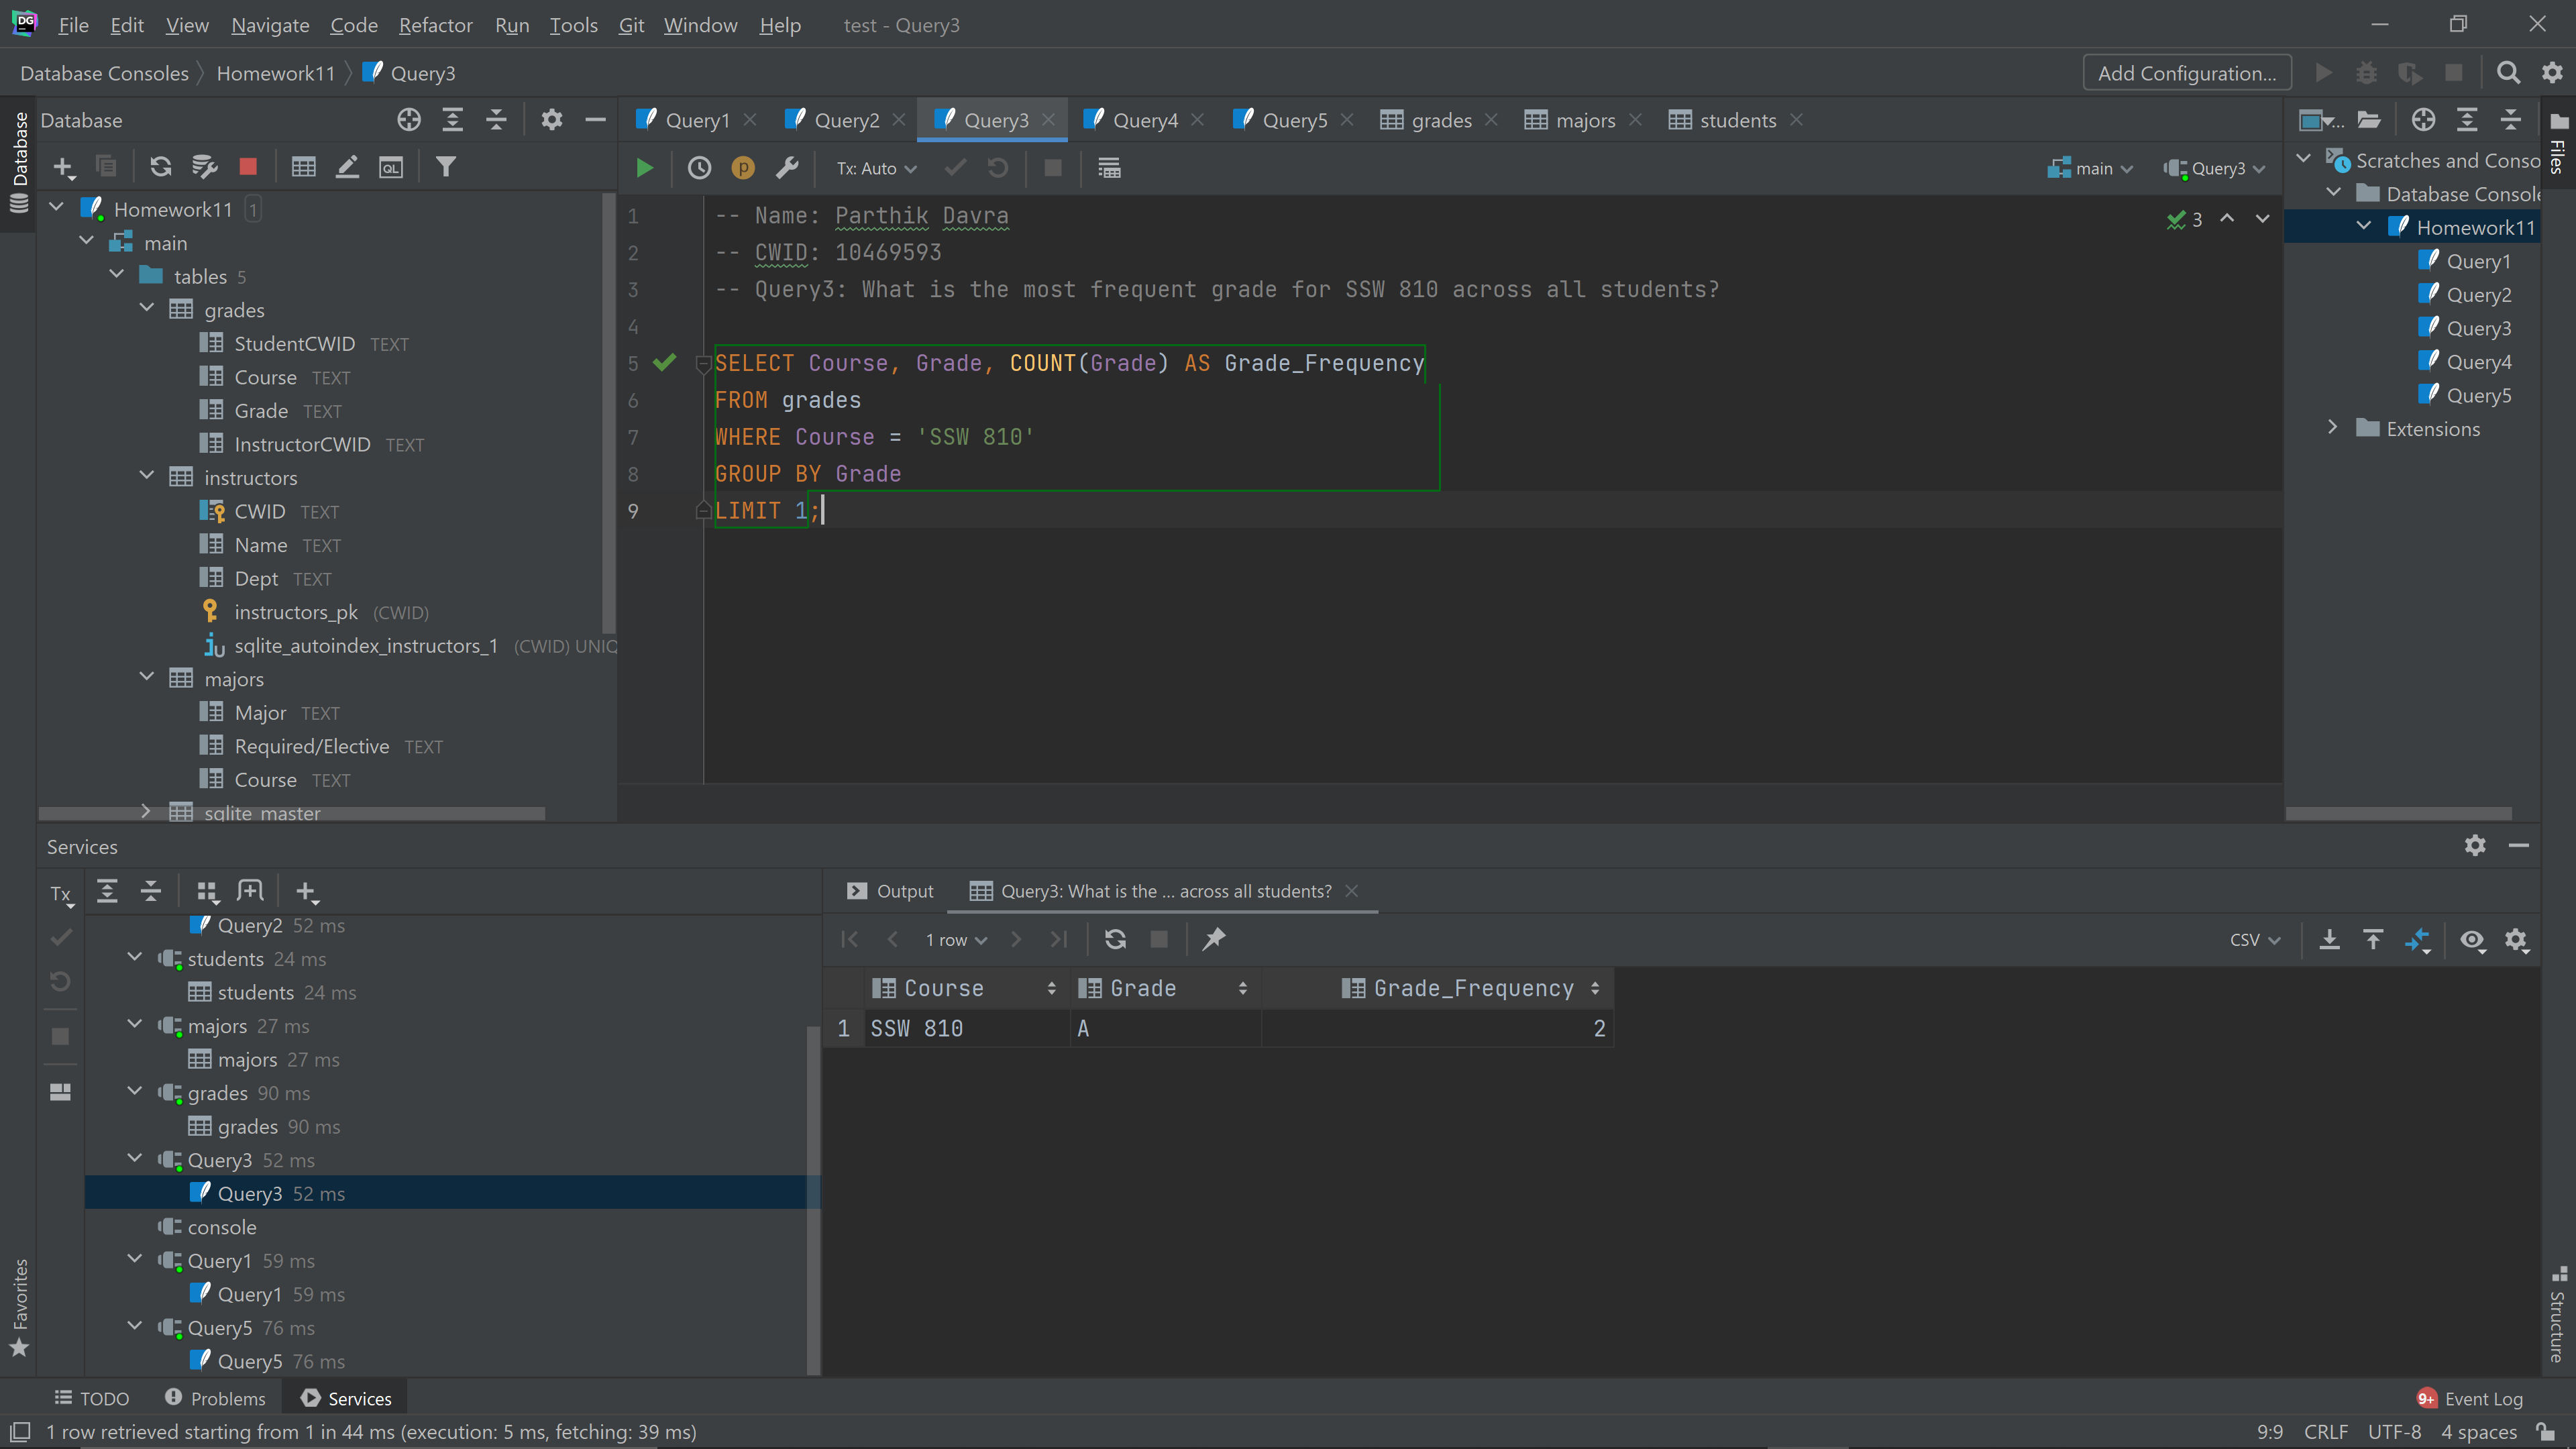 DG File Edit View Navigate Code Refactor Run Tools Git Window Help test - Query3
Database Consoles Homework11 Query3 Add Configuration...
Database
Database
Query1 Query2 Query3 Query4 Query5 grades majors students
Files
QL
Tx: Auto
main
Query3
Homework11 1
main
tables 5
grades
StudentCWID TEXT
Course TEXT
Grade TEXT
InstructorCWID TEXT
instructors
CWID TEXT
Name TEXT
Dept TEXT
instructors_pk (CWID)
sqlite_autoindex_instructors_1 (CWID) UNIQ
majors
Major TEXT
Required/Elective TEXT
Course TEXT
sqlite_master
1 -- Name: Parthik Davra
2 -- CWID: 10469593
3 -- Query3: What is the most frequent grade for SSW 810 across all students?
4
5 SELECT Course, Grade, COUNT(Grade) AS Grade_Frequency
6 FROM grades
7 WHERE Course = 'SSW 810'
8 GROUP BY Grade
9 LIMIT 1;
3
Scratches and Conso
Database Console
Homework11
Query1
Query2
Query3
Query4
Query5
Extensions
Services
Tx
Query2 52 ms
students 24 ms
students 24 ms
majors 27 ms
majors 27 ms
grades 90 ms
grades 90 ms
Query3 52 ms
Query3 52 ms
console
Query1 59 ms
Query1 59 ms
Query5 76 ms
Query5 76 ms
Output Query3: What is the ... across all students?
1 row
CSV
Course Grade Grade_Frequency
1 SSW 810 A 2
Favorites
Structure
TODO Problems Services
9+ Event Log
1 row retrieved starting from 1 in 44 ms (execution: 5 ms, fetching: 39 ms)
9:9 CRLF UTF-8 4 spaces